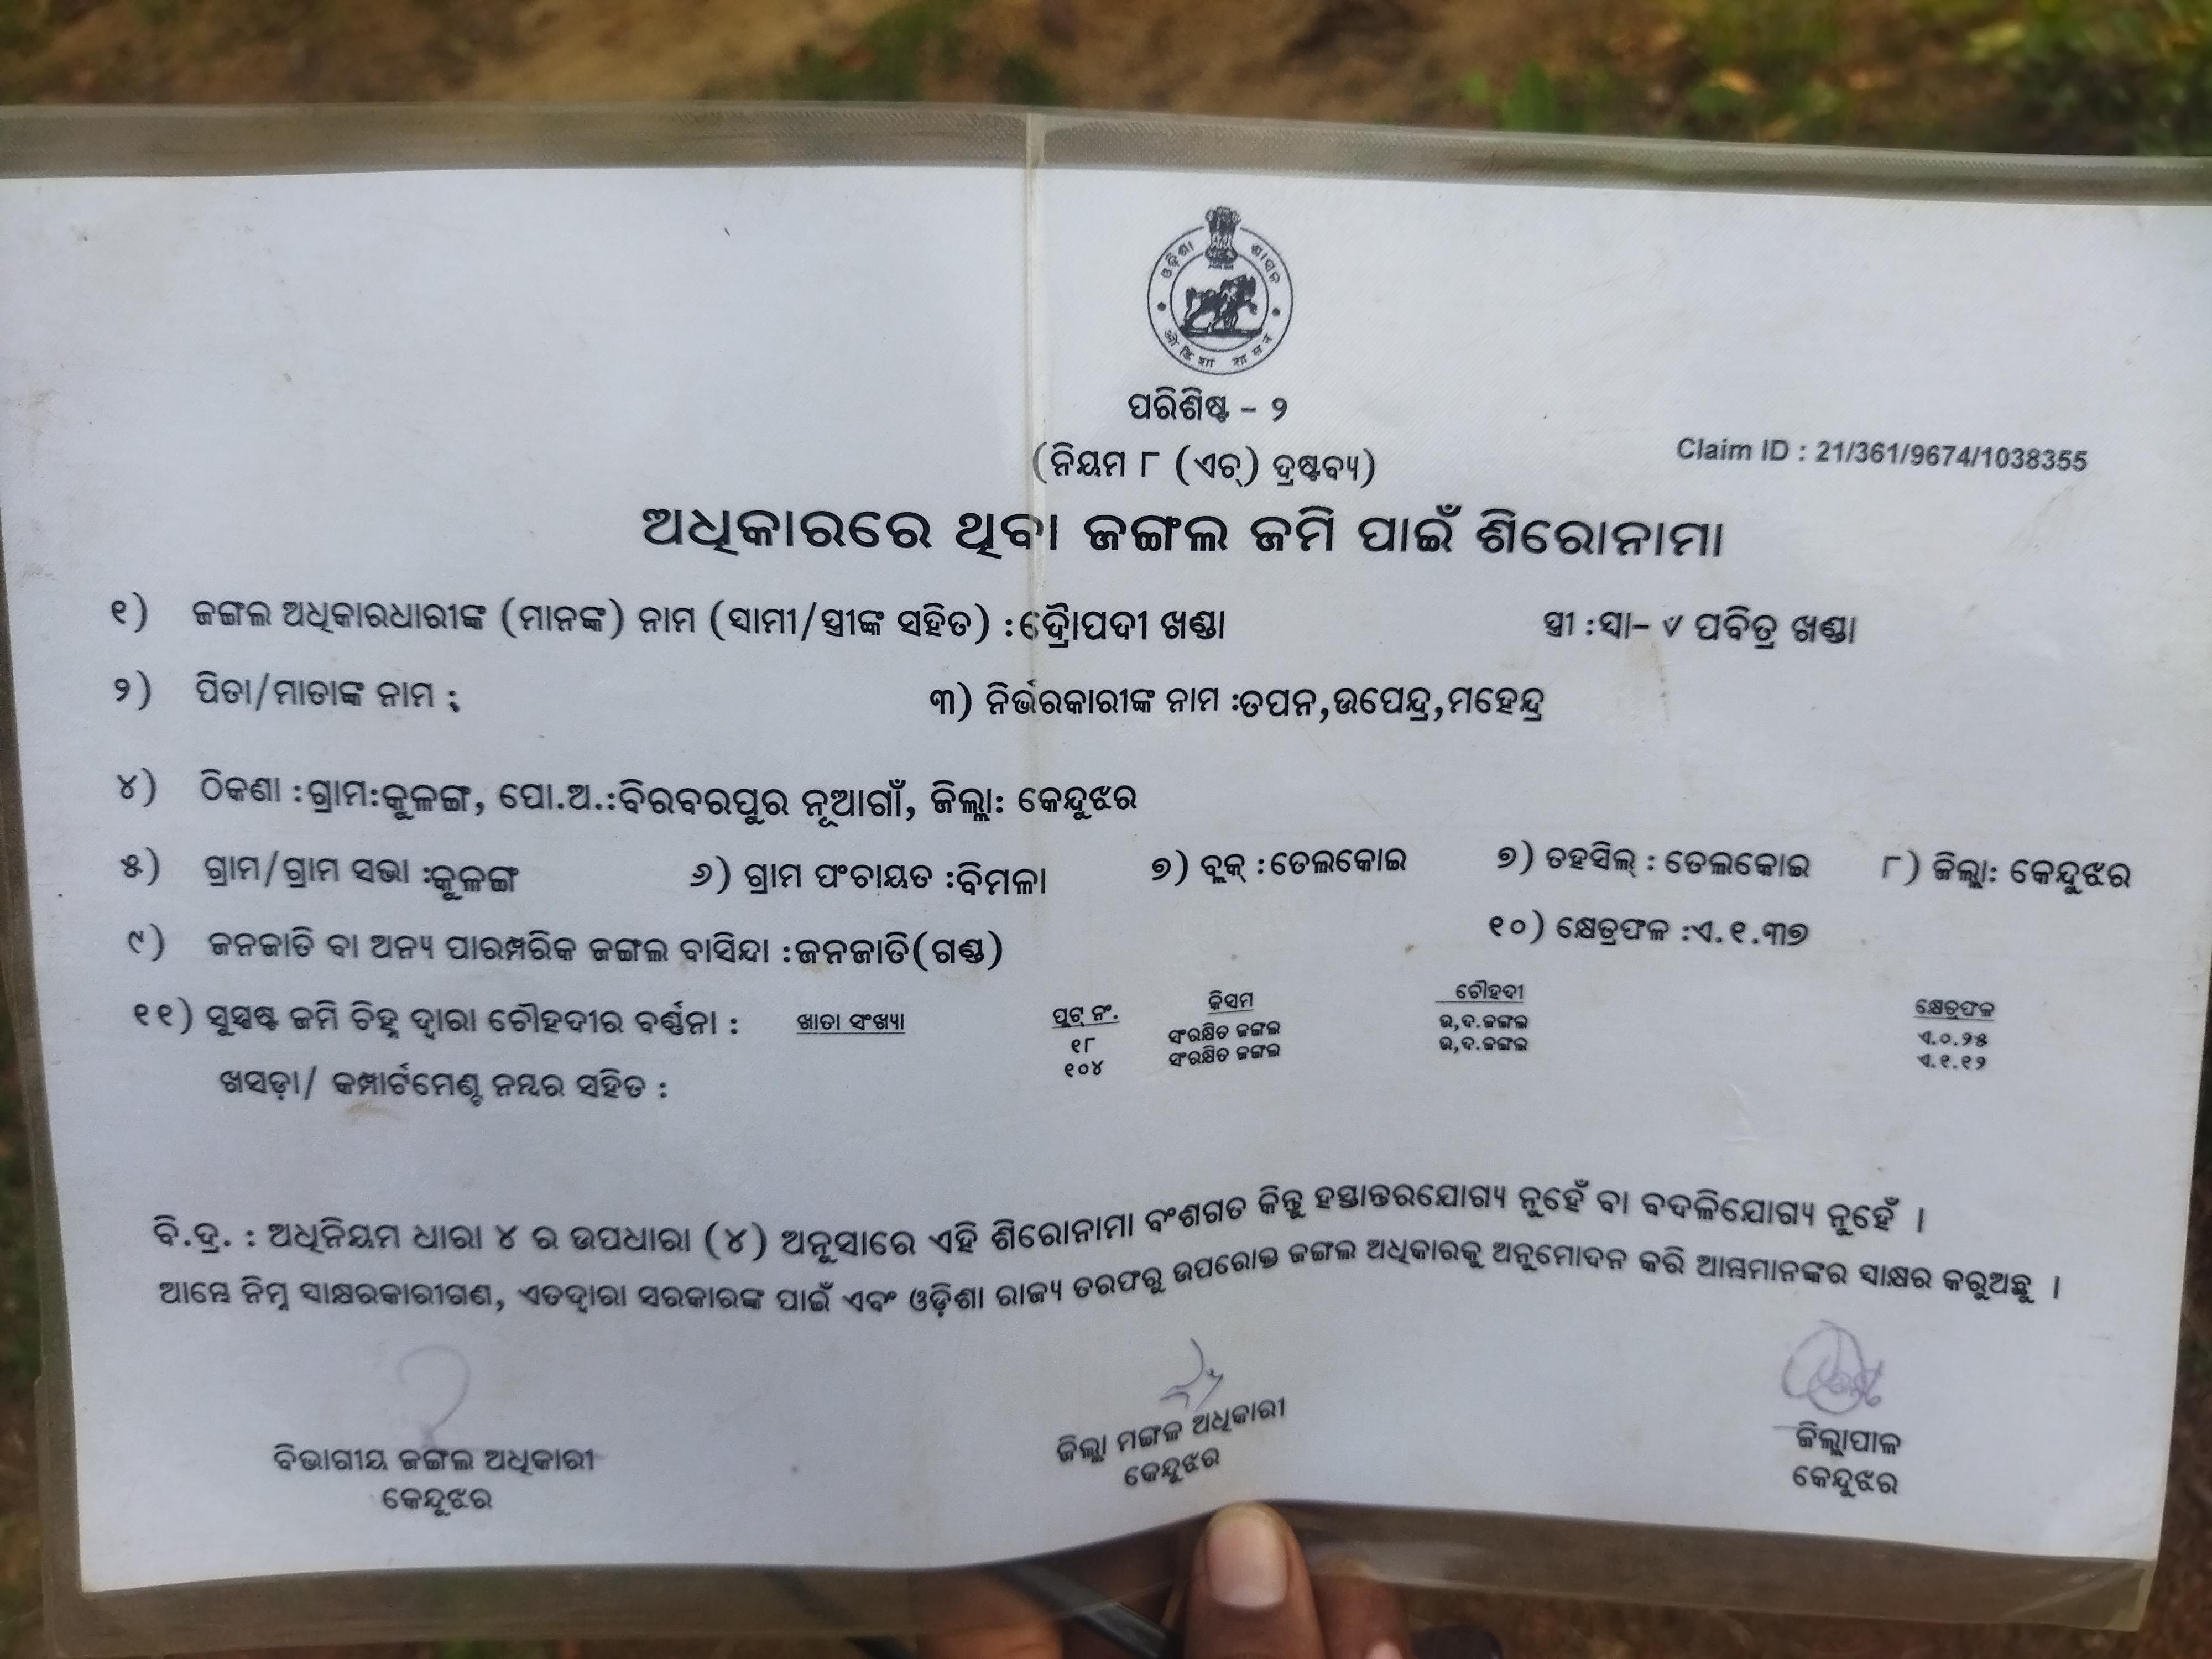 ଓଡ଼ିଶା ଶାସନ
ओडिशा शासन
ପରିଶିଷ୍ଟ - ୨
(ନିୟମ ୮ (ଏଚ୍) ଦ୍ରଷ୍ଟବ୍ୟ)
Claim ID : 21/361/9674/1038355
ଅଧିକାରରେ ଥିବା ଜଙ୍ଗଲ ଜମି ପାଇଁ ଶିରୋନାମା
୧) ଜଙ୍ଗଲ ଅଧିକାରଧାରୀଙ୍କ (ମାନଙ୍କ) ନାମ (ସ୍ୱାମୀ/ସ୍ତ୍ରୀଙ୍କ ସହିତ) :ଦ୍ରୌପଦୀ ଖଣ୍ଡା ସ୍ତ୍ରୀ :ସ୍ୱା- ୰ ପବିତ୍ର ଖଣ୍ଡା
୨) ପିତା/ମାତାଙ୍କ ନାମ : ୩) ନିର୍ଭରକାରୀଙ୍କ ନାମ :ତପନ,ଉପେନ୍ଦ୍ର,ମହେନ୍ଦ୍ର
୪) ଠିକଣା :ଗ୍ରାମ:କୁଳଙ୍ଗ, ପୋ.ଅ.:ବିରବରପୁର ନୂଆଗାଁ, ଜିଲ୍ଲା: କେନ୍ଦୁଝର
୫) ଗ୍ରାମ/ଗ୍ରାମ ସଭା :କୁଳଙ୍ଗ ୬) ଗ୍ରାମ ପଂଚାୟତ :ବିମଳା ୭) ବ୍ଲକ୍ : ତେଲକୋଇ ୭) ତହସିଲ୍ : ତେଲକୋଇ ୮) ଜିଲ୍ଲା: କେନ୍ଦୁଝର
୯) ଜନଜାତି ବା ଅନ୍ୟ ପାରମ୍ପରିକ ଜଙ୍ଗଲ ବାସିନ୍ଦା :ଜନଜାତି(ଗଣ୍ଡ) ୧୦) କ୍ଷେତ୍ରଫଳ :ଏ.୧.୩୭
୧୧) ସୁସ୍ପଷ୍ଟ ଜମି ଚିହ୍ନ ଦ୍ୱାରା ଚୌହଦୀର ବର୍ଣ୍ଣନା : ଖାତା ସଂଖ୍ୟା ପ୍ଲଟ୍ ନଂ. କିସମ ଚୌହଦୀ କ୍ଷେତ୍ରଫଳ
୧୮ ସଂରକ୍ଷିତ ଜଙ୍ଗଲ ଉ,ଦ.ଜଙ୍ଗଲ ଏ.୦.୨୫
୧୦୪ ସଂରକ୍ଷିତ ଜଙ୍ଗଲ ଉ,ଦ.ଜଙ୍ଗଲ ଏ.୧.୧୨
ଖସଡ଼ା/ କମ୍ପାର୍ଟମେଣ୍ଟ ନମ୍ବର ସହିତ :
ବି.ଦ୍ର. : ଅଧିନିୟମ ଧାରା ୪ ର ଉପଧାରା (୪) ଅନୁସାରେ ଏହି ଶିରୋନାମା ବଂଶଗତ କିନ୍ତୁ ହସ୍ତାନ୍ତରଯୋଗ୍ୟ ନୁହେଁ ବା ବଦଳିଯୋଗ୍ୟ ନୁହେଁ ।
ଆମ୍ଭେ ନିମ୍ନ ସାକ୍ଷରକାରୀଗଣ, ଏତଦ୍ୱାରା ସରକାରଙ୍କ ପାଇଁ ଏବଂ ଓଡ଼ିଶା ରାଜ୍ୟ ତରଫରୁ ଉପରୋକ୍ତ ଜଙ୍ଗଲ ଅଧିକାରକୁ ଅନୁମୋଦନ କରି ଆମ୍ଭମାନଙ୍କର ସ୍ୱାକ୍ଷର କରୁଅଛୁ ।
ବିଭାଗୀୟ ଜଙ୍ଗଲ ଅଧିକାରୀ
କେନ୍ଦୁଝର
ଜିଲ୍ଲା ମଙ୍ଗଳ ଅଧିକାରୀ
କେନ୍ଦୁଝର
ଜିଲ୍ଲାପାଳ
କେନ୍ଦୁଝର